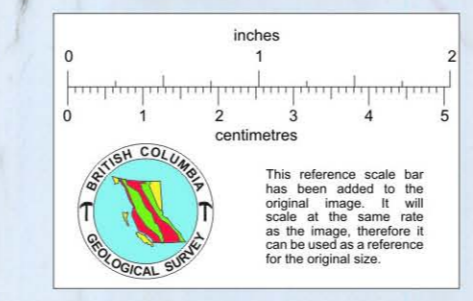 inches
0 1 2
0 1 2 3 4 5
centimetres
BRITISH COLUMBIA
GEOLOGICAL SURVEY
This reference scale bar
has been added to the
original image. It will
scale at the same rate
as the image, therefore it
can be used as a reference
for the original size.